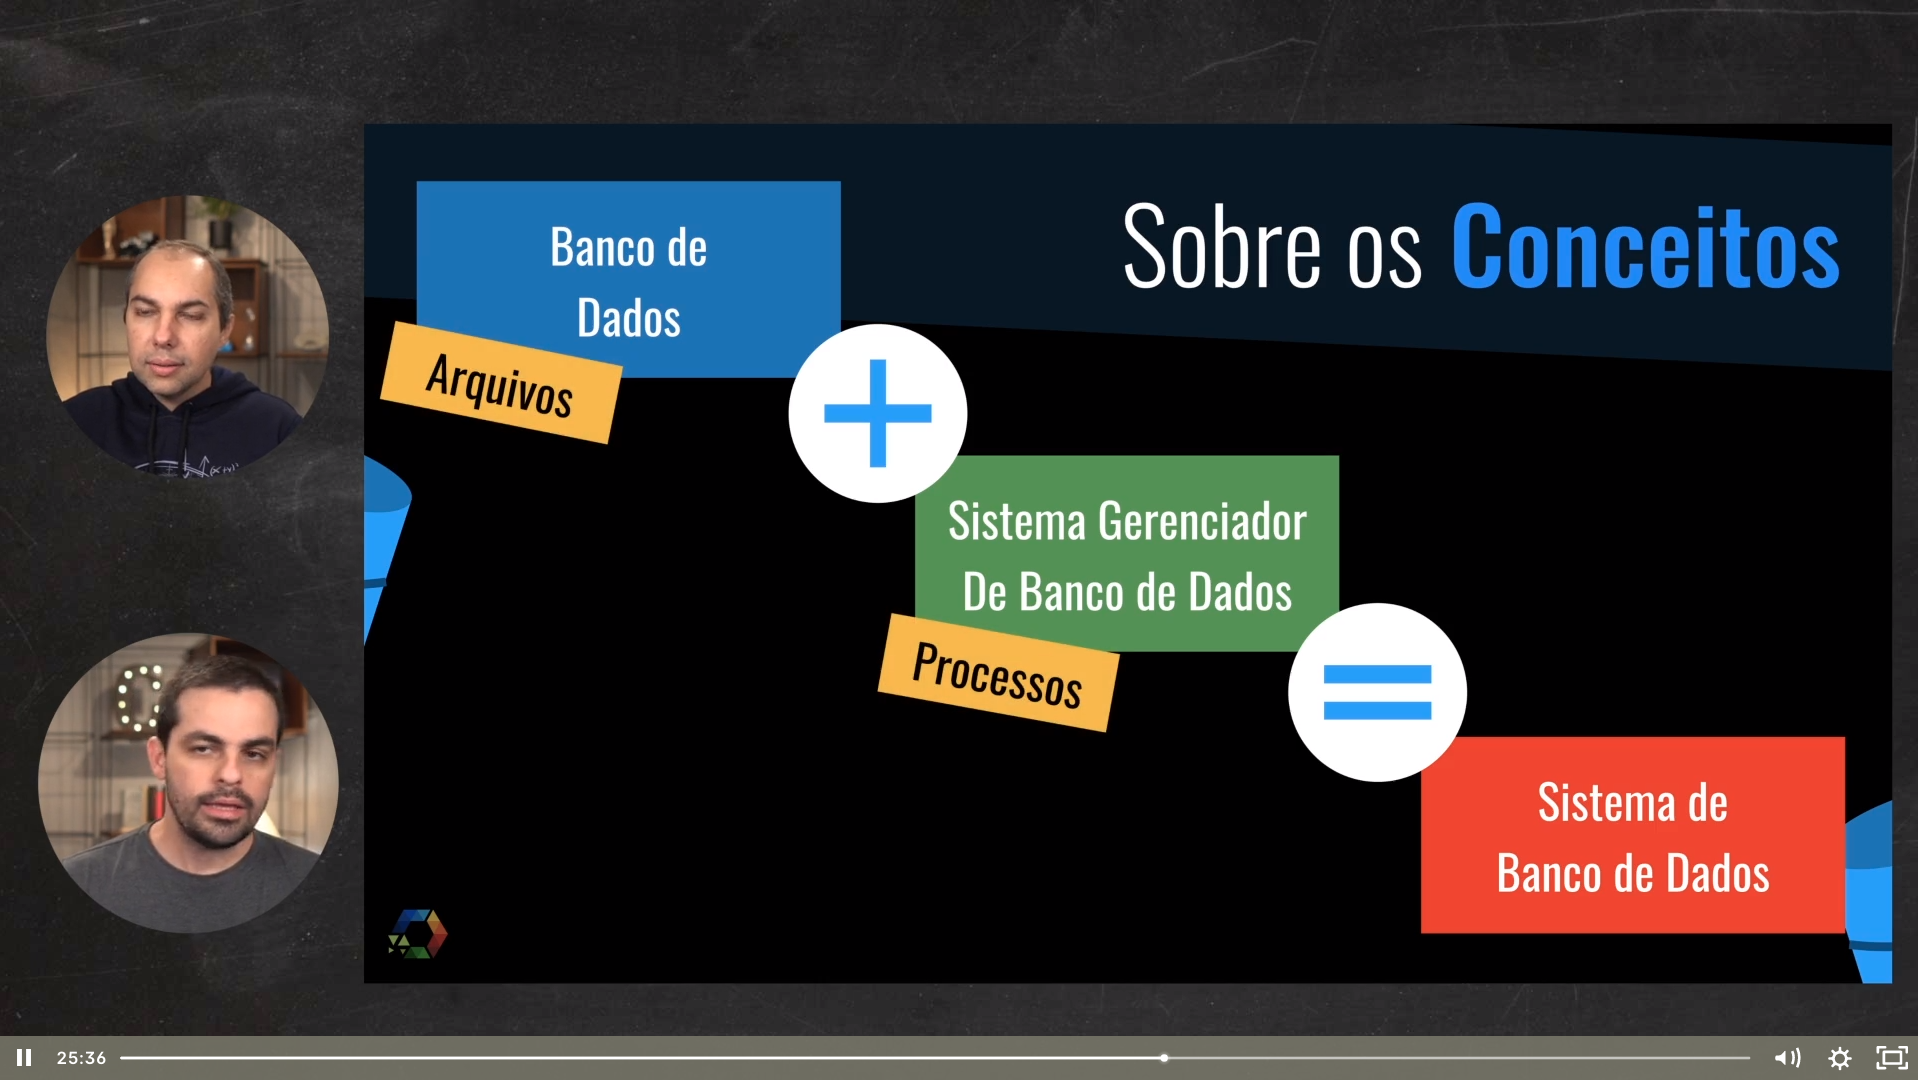 Sobre os Conceitos
Banco de
Dados
Arquivos
Sistema Gerenciador
De Banco de Dados
Processos
Sistema de
Banco de Dados
25:36